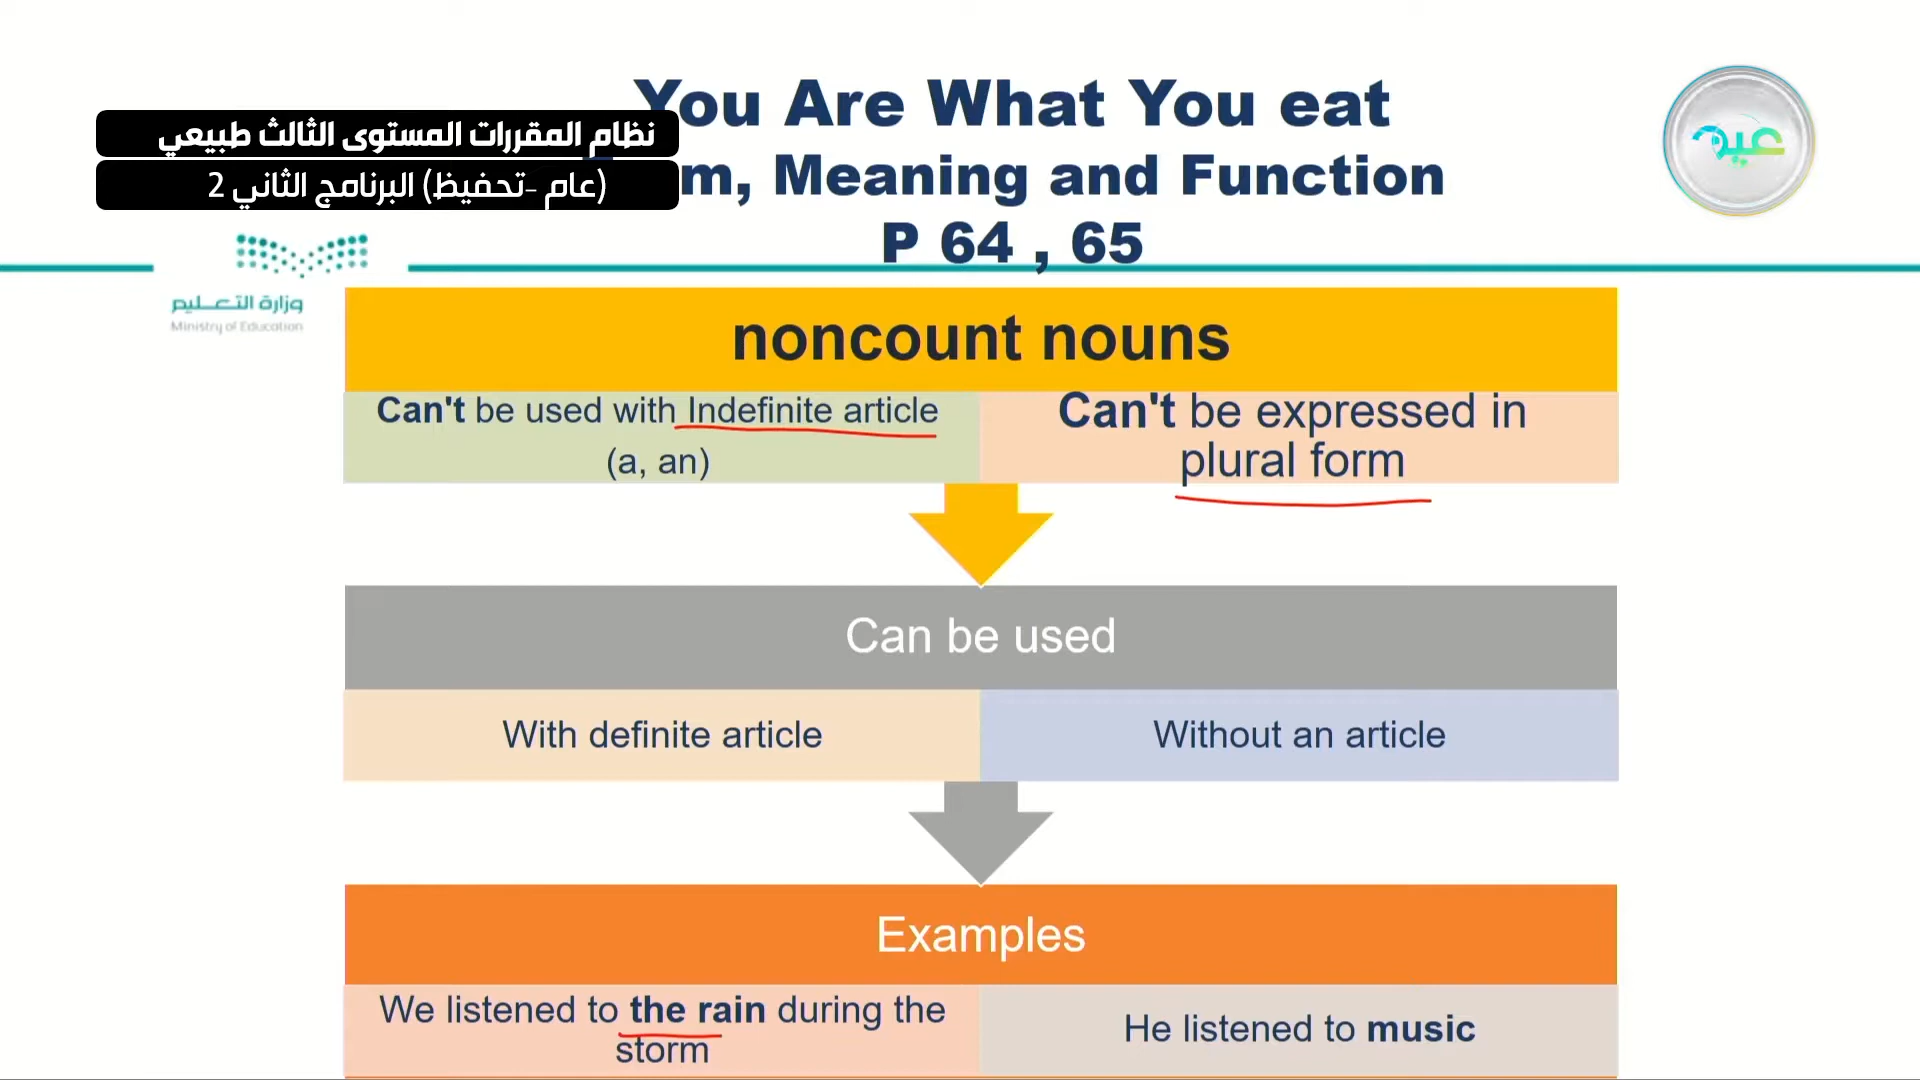 You Are What You eat
نظام المقررات المستوى الثالث طبيعي
(عام -تحفيظ) البرنامج الثاني 2
Meaning and Function
P 64 , 65
عين
وزارة التعليم
Ministry of Education
noncount nouns
Can't be used with Indefinite article
(a, an)
Can't be expressed in
plural form
Can be used
With definite article
Without an article
Examples
We listened to the rain during the
storm
He listened to music